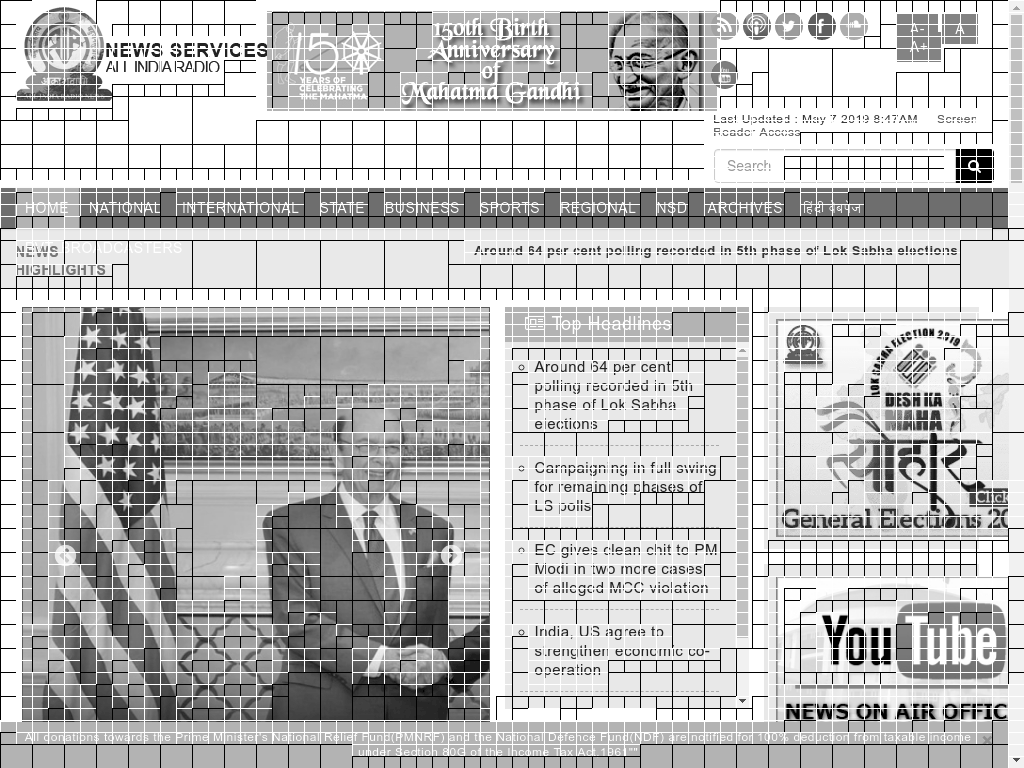 NEWS SERVICES
ALL INDIA RADIO
150
YEARS OF
CELEBRATING
THE MAHATMA
150th Birth
Anniversary
of
Mahatma Gandhi
A- A
A+
Last Updated : May 7 2019 8:47AM Screen
Reader Access
Search
HOME NATIONAL INTERNATIONAL STATE BUSINESS SPORTS REGIONAL NSD ARCHIVES हिंदी वेबपेज
BROADCASTERS
NEWS
HIGHLIGHTS
Around 64 per cent polling recorded in 5th phase of Lok Sabha elections
Top Headlines
Around 64 per cent
polling recorded in 5th
phase of Lok Sabha
elections
Campaigning in full swing
for remaining phases of
LS polls
EC gives clean chit to PM
Modi in two more cases
of alleged MCC violation
India, US agree to
strengthen economic co-
operation
LOK SABHA ELECTION 2019
DESH KA
MAHA
Click
General Elections 20
YouTube
NEWS ON AIR OFFIC
All donations towards the Prime Minister's National Relief Fund(PMNRF) and the National Defence Fund(NDF) are notified for 100% deduction from taxable income
under Section 80G of the Income Tax Act,1961""